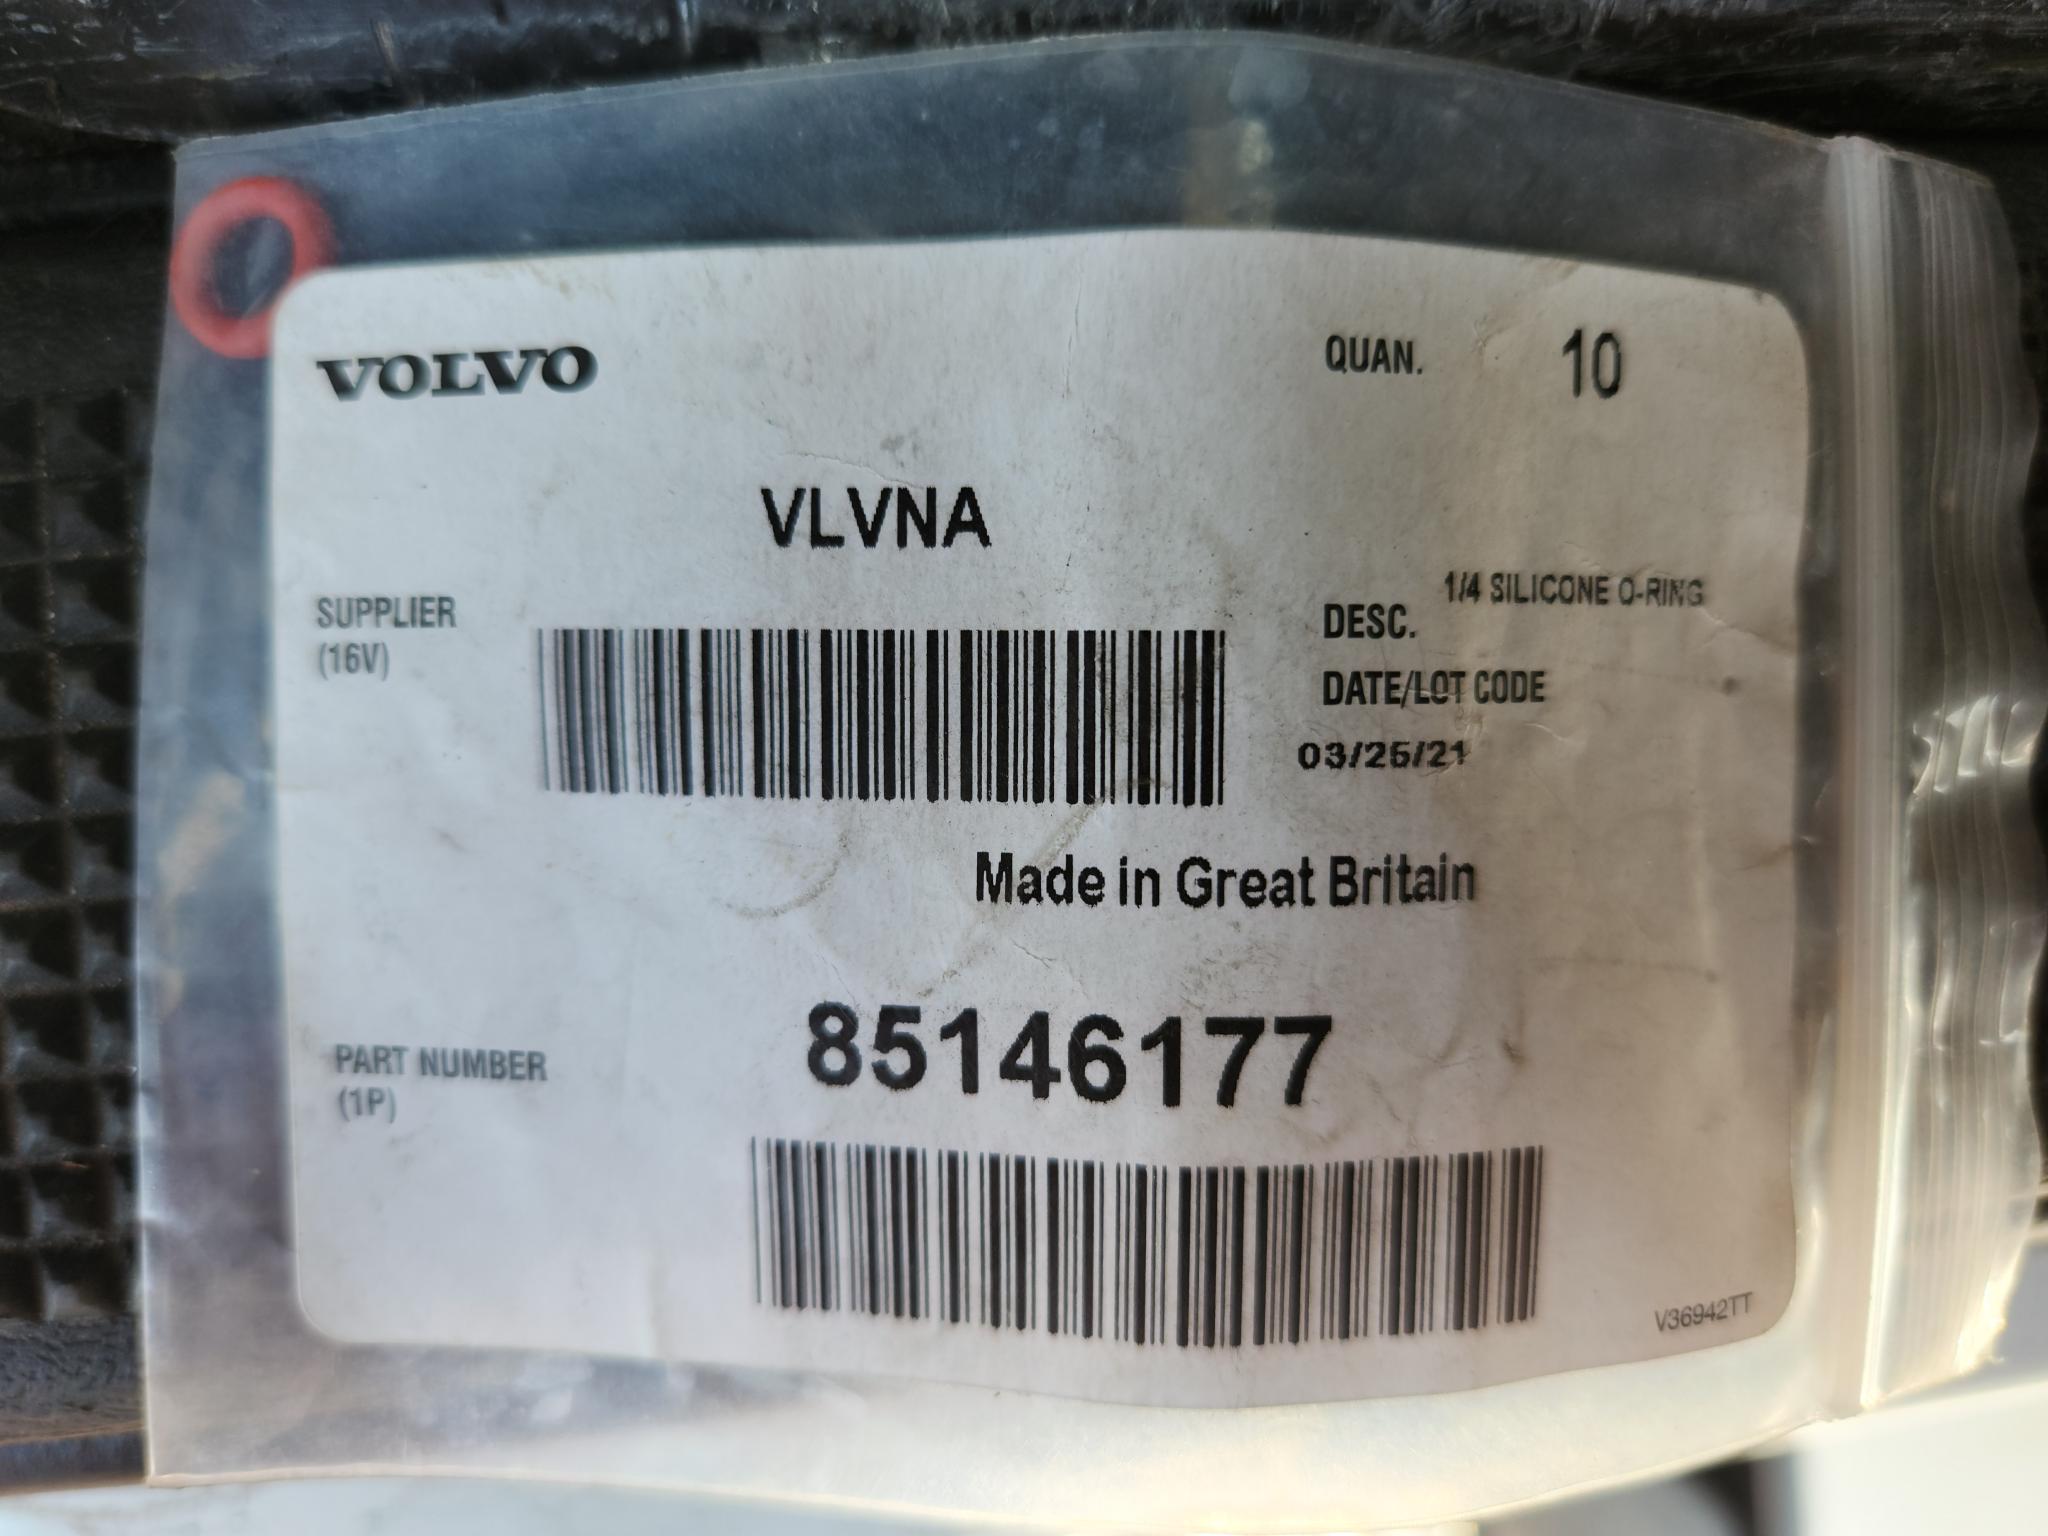 VOLVO
QUAN. 10
VLVNA
SUPPLIER
(16V)
1/4 SILICONE O-RING
DESC.
DATE/LOT CODE
03/25/21
Made in Great Britain
85146177
PART NUMBER
(1P)
V36942TT